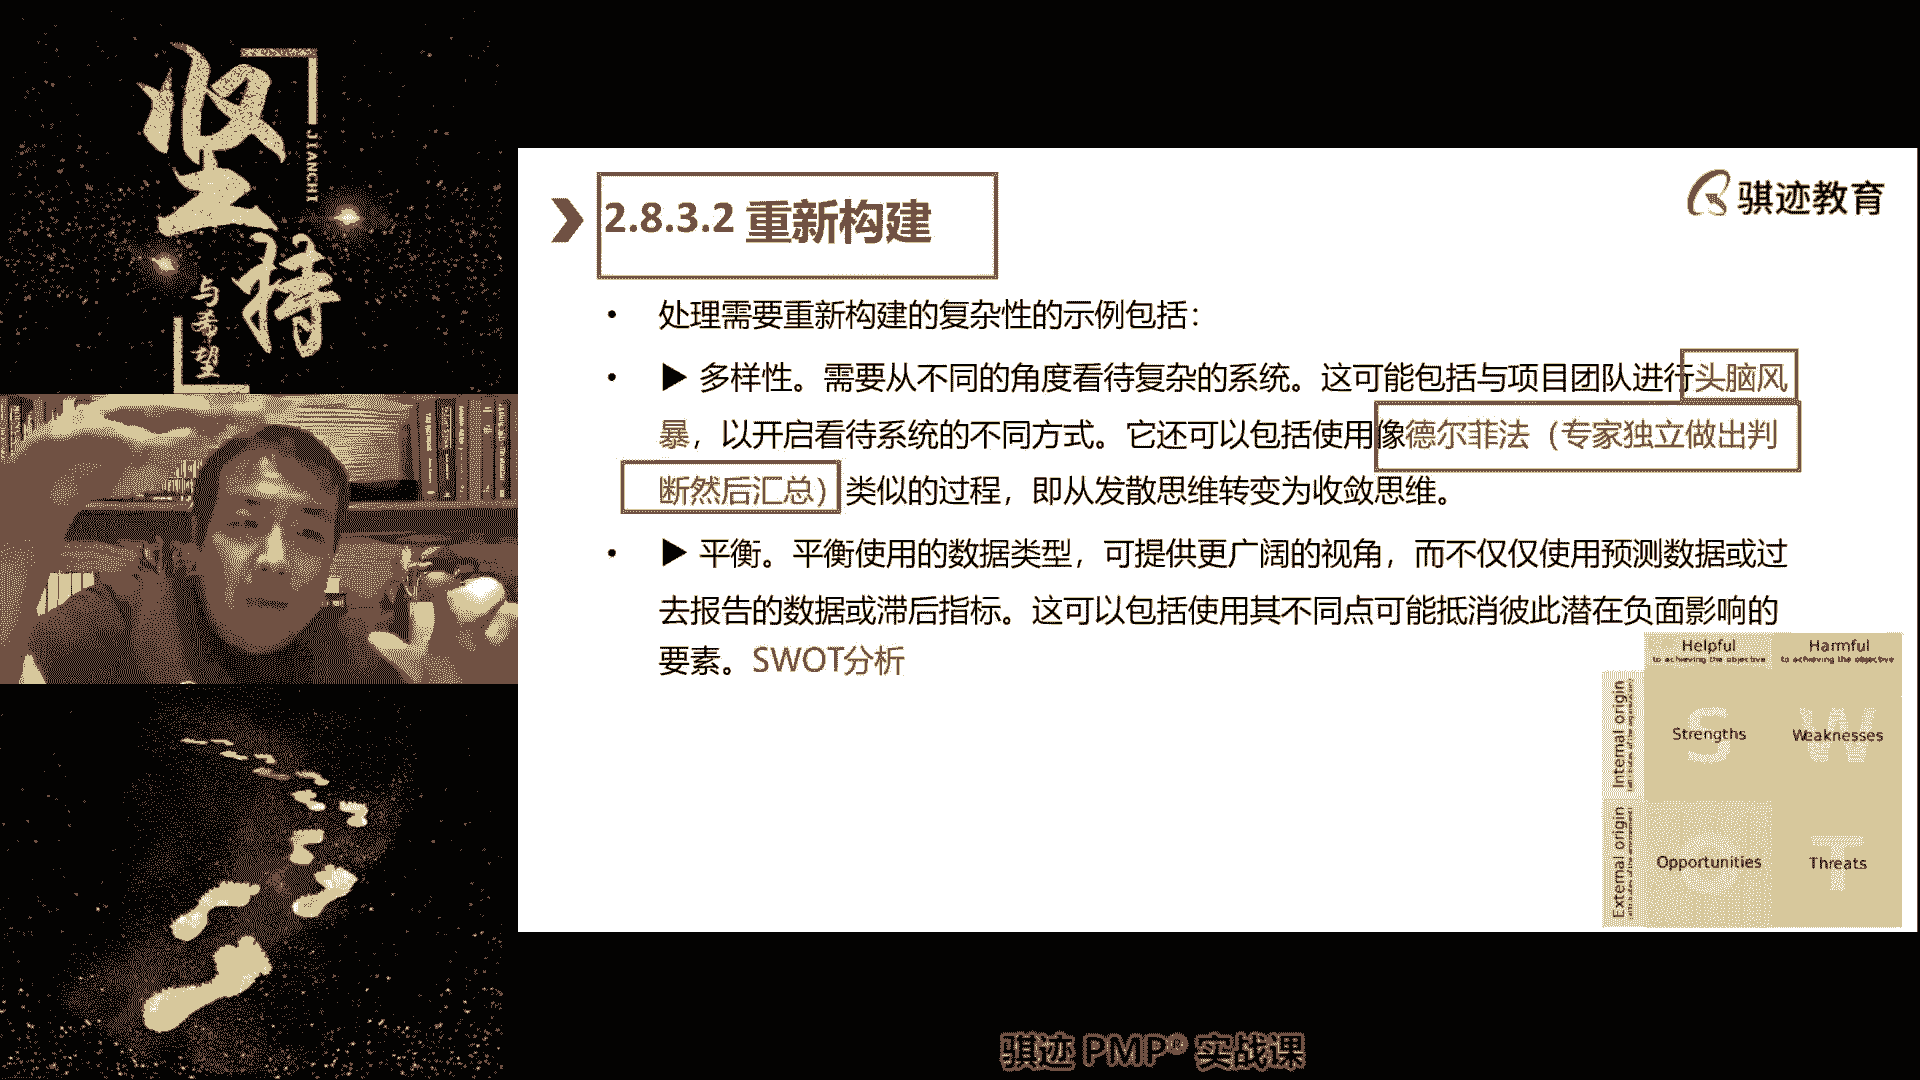 坚持
JIANCHI
与希望
2.8.3.2 重新构建
骐迹教育
• 处理需要重新构建的复杂性的示例包括：
• ▶ 多样性。需要从不同的角度看待复杂的系统。这可能包括与项目团队进行头脑风
暴，以开启看待系统的不同方式。它还可以包括使用像德尔菲法（专家独立做出判
断然后汇总）类似的过程，即从发散思维转变为收敛思维。
• ▶ 平衡。平衡使用的数据类型，可提供更广阔的视角，而不仅仅使用预测数据或过
去报告的数据或滞后指标。这可以包括使用其不同点可能抵消彼此潜在负面影响的
要素。SWOT分析
Helpful
to achieving the objective
Harmful
to achieving the objective
Internal origin
S
Strengths
W
Weaknesses
External origin
O
Opportunities
T
Threats
骐迹 PMP® 实战课